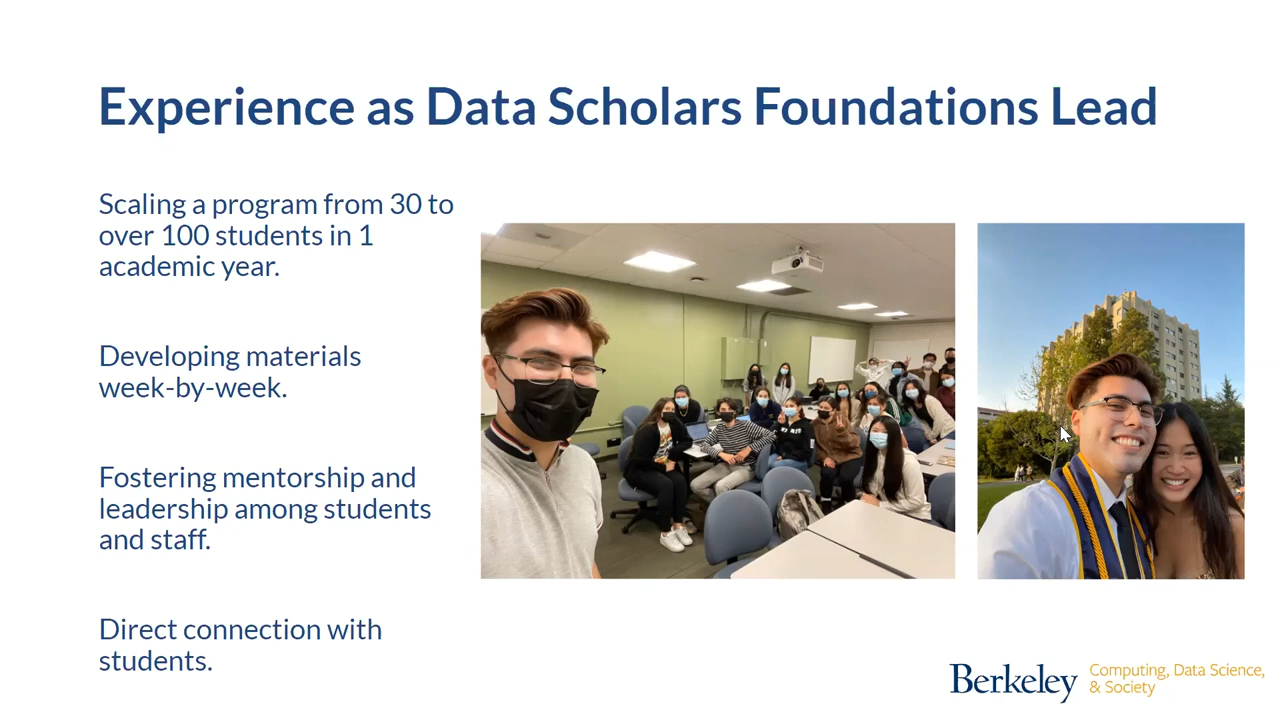 Experience as Data Scholars Foundations Lead
Scaling a program from 30 to
over 100 students in 1
academic year.
Developing materials
week-by-week.
Fostering mentorship and
leadership among students
and staff.
Direct connection with
students.
Berkeley
Computing, Data Science,
& Society